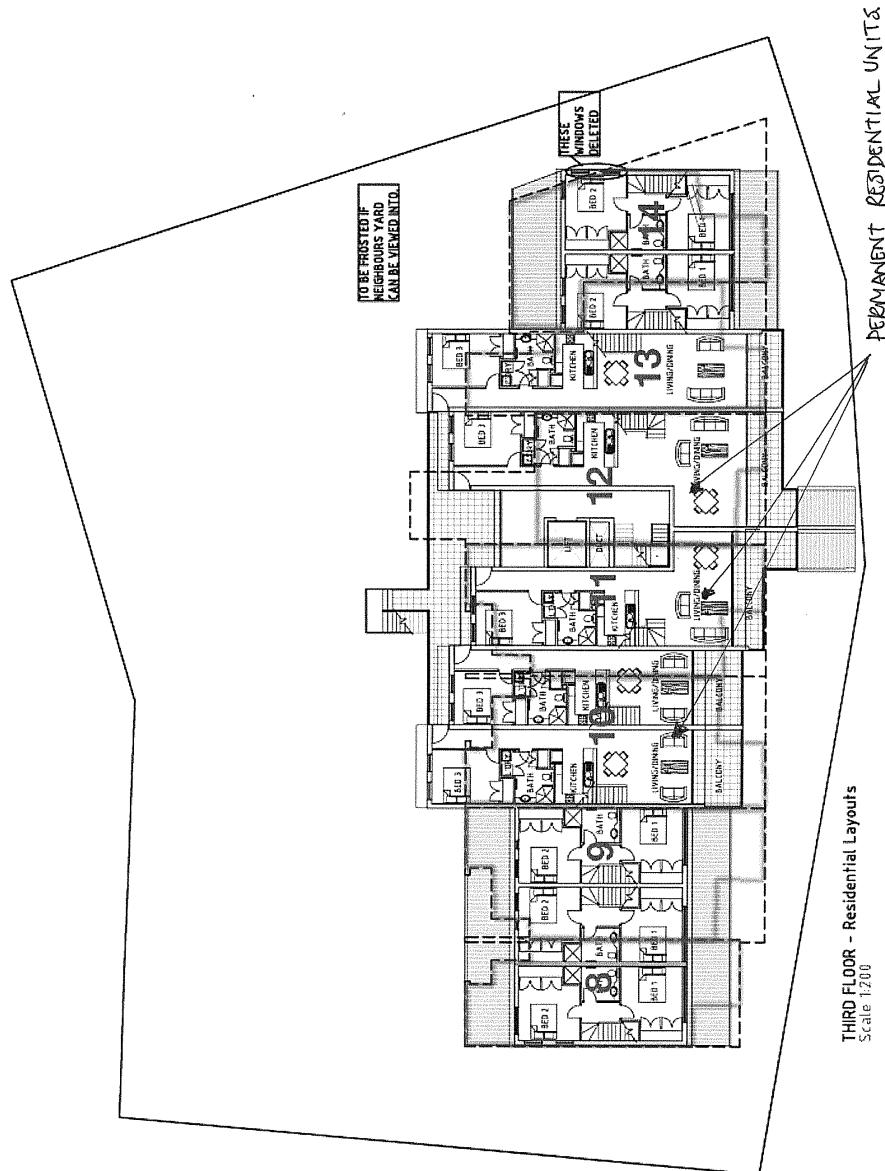 TO BE FROSTED IF
NEIGHBOURS YARD
CAN BE VIEWED INTO.
THESE
WINDOWS
DELETED
BED 2
8
BED 1
BED 2
BATH
BED 1
BED 2
9
BATH
BED 1
BED 3
BATH
KITCHEN
LIVING/DINING
BALCONY
10
BED 3
BATH
KITCHEN
LIVING/DINING
BALCONY
BED 3
BATH
11
KITCHEN
LIVING/DINING
BALCONY
LIFT
DUCT
BED 3
BATH
12
KITCHEN
LIVING/DINING
BALCONY
BED 3
BATH
KITCHEN
13
LIVING/DINING
BALCONY
BED 2
BATH
BED 1
BED 2
BATH
14
BED 1
THIRD FLOOR - Residential Layouts
Scale 1:200
PERMANENT RESIDENTIAL UNITS